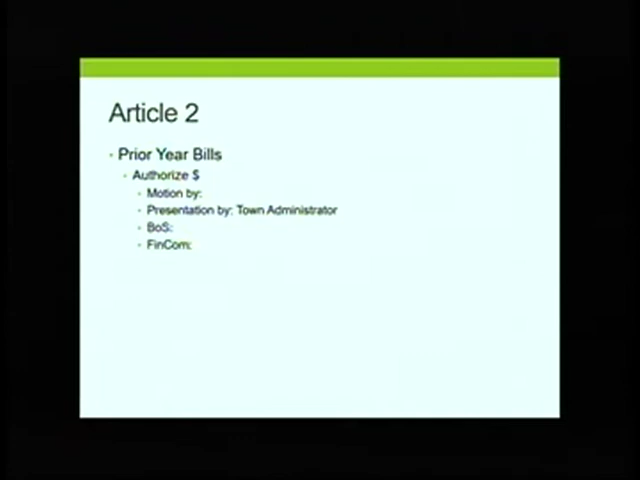 Article 2
Prior Year Bills
Authorize $
Motion by:
Presentation by: Town Administrator
BoS:
FinCom: